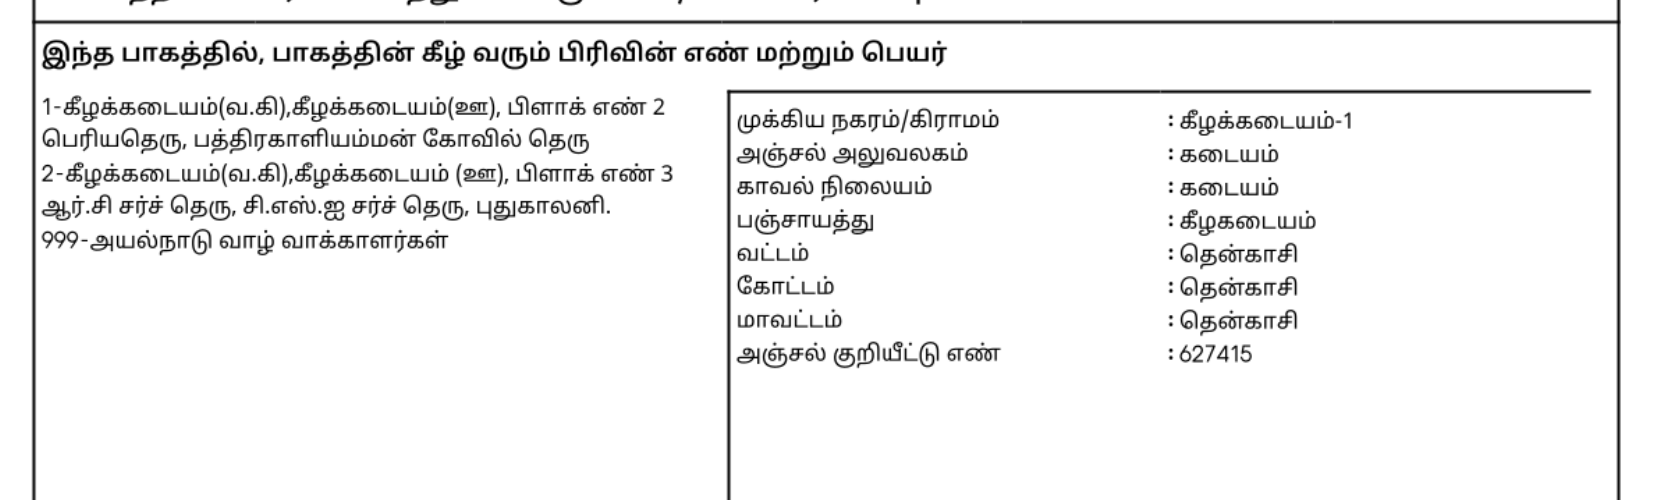 இந்த பாகத்தில், பாகத்தின் கீழ் வரும் பிரிவின் எண் மற்றும் பெயர்
1-கீழக்கடையம்(வ.கி),கீழக்கடையம்(ஊ), பிளாக் எண் 2
பெரியதெரு, பத்திரகாளியம்மன் கோவில் தெரு
2-கீழக்கடையம்(வ.கி),கீழக்கடையம் (ஊ), பிளாக் எண் 3
ஆர்.சி சர்ச் தெரு, சி.எஸ்.ஐ சர்ச் தெரு, புதுகாலனி.
999-அயல்நாடு வாழ் வாக்காளர்கள்
முக்கிய நகரம்/கிராமம் : கீழக்கடையம்-1
அஞ்சல் அலுவலகம் : கடையம்
காவல் நிலையம் : கடையம்
பஞ்சாயத்து : கீழகடையம்
வட்டம் : தென்காசி
கோட்டம் : தென்காசி
மாவட்டம் : தென்காசி
அஞ்சல் குறியீட்டு எண் : 627415